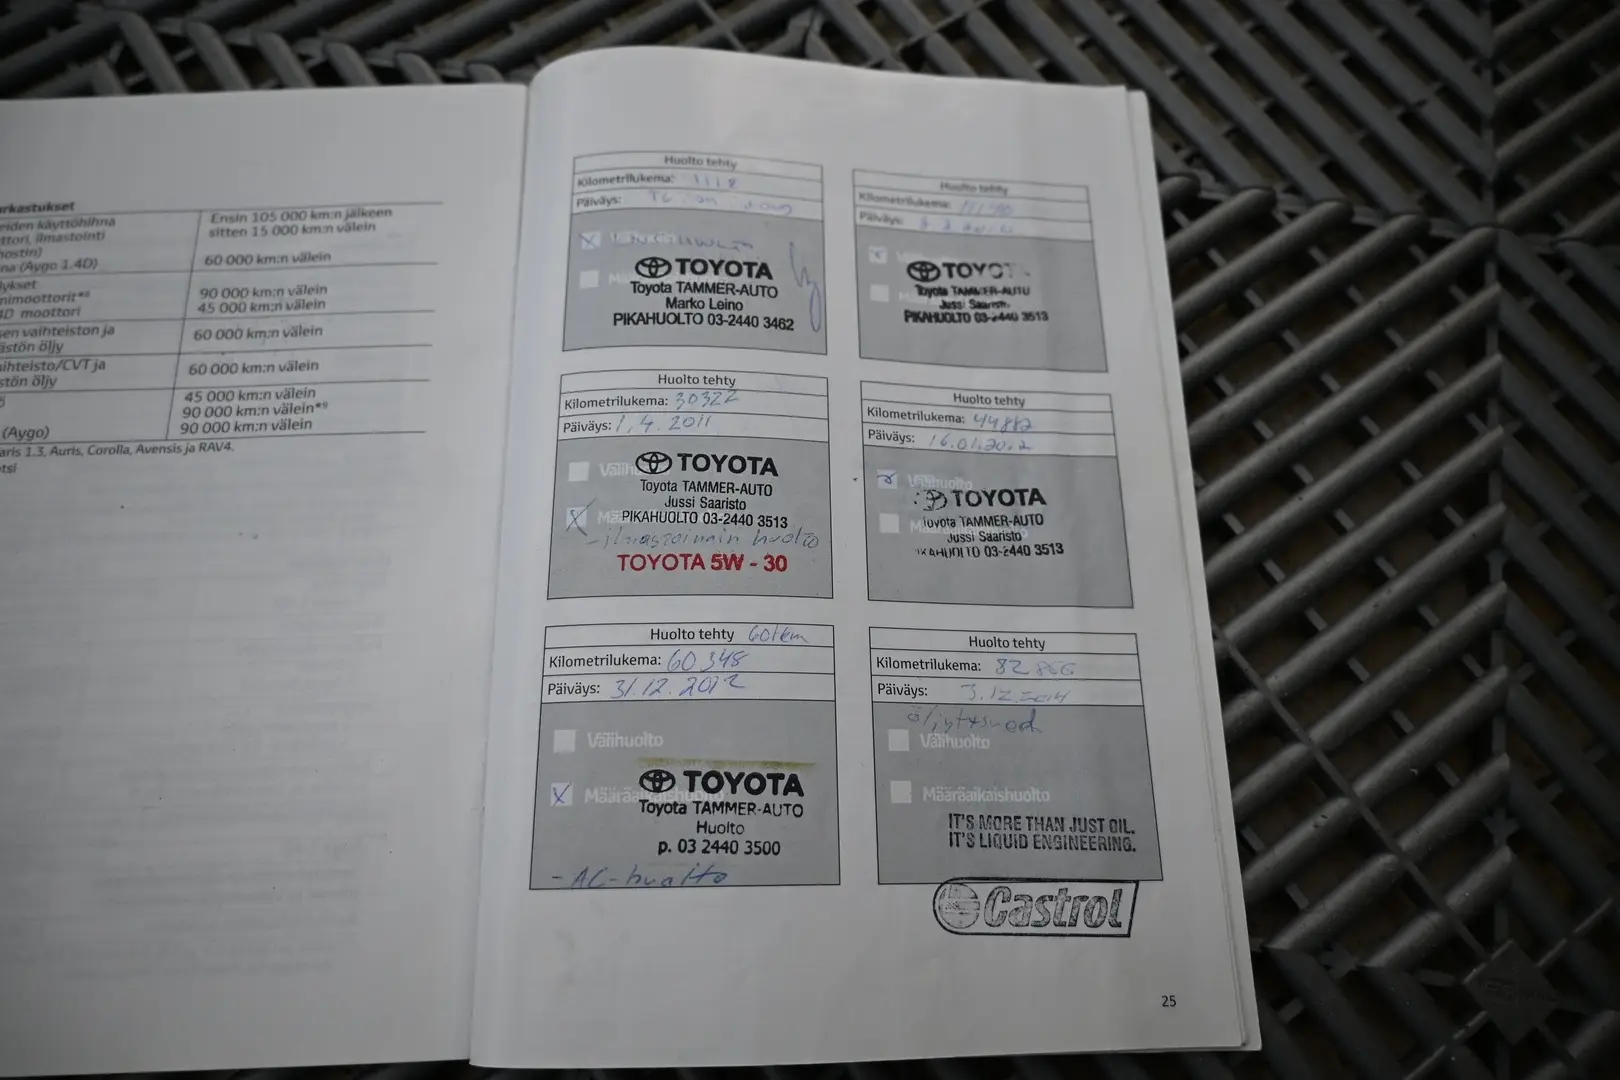 rkastukset
eiden käyttöhihna
ttori, ilmastointi
nostin)
na (Aygo 1.4D)
Ensin 105 000 km:n jälkeen
sitten 15 000 km:n välein
60 000 km:n välein
lykset
nimoottorit*⁸
4D moottori
90 000 km:n välein
45 000 km:n välein
sen vaihteiston ja
ästön öljy
60 000 km:n välein
aihteisto/CVT ja
stön öljy
60 000 km:n välein
ö
(Aygo)
45 000 km:n välein
90 000 km:n välein*⁹
90 000 km:n välein
aris 1.3, Auris, Corolla, Avensis ja RAV4.
etsi
Huolto tehty
Kilometrilukema: 1118
Päiväys:
TOYOTA
Toyota TAMMER-AUTO
Marko Leino
PIKAHUOLTO 03-2440 3462
Huolto tehty
Kilometrilukema:
Päiväys:
TOYOTA
Toyota TAMMER-AUTO
Jussi Saaristo
PIKAHUOLTO 03-2440 3513
Huolto tehty
Kilometrilukema: 30322
Päiväys: 1.4.2011
TOYOTA
Toyota TAMMER-AUTO
Jussi Saaristo
PIKAHUOLTO 03-2440 3513
- ilmastoinnin huolto
TOYOTA 5W - 30
Huolto tehty
Kilometrilukema: 44882
Päiväys: 16.01.2012
Välihuolto
TOYOTA
Toyota TAMMER-AUTO
Jussi Saaristo
PIKAHUOLTO 03-2440 3513
Huolto tehty 60tkm
Kilometrilukema: 60348
Päiväys: 31.12.2012
Välihuolto
Määräaikaishuolto
TOYOTA
Toyota TAMMER-AUTO
Huolto
p. 03 2440 3500
- AC-huolto
Huolto tehty
Kilometrilukema: 82866
Päiväys: 3.12.2014
Välihuolto
Määräaikaishuolto
IT'S MORE THAN JUST OIL.
IT'S LIQUID ENGINEERING.
Castrol
25